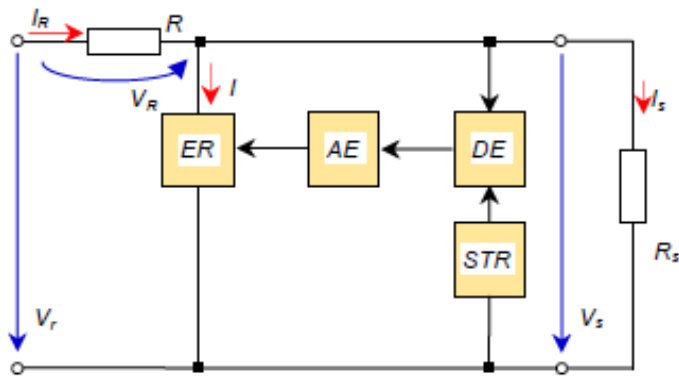 I_R R
V_R I I_s
ER AE DE
STR R_s
V_r V_s